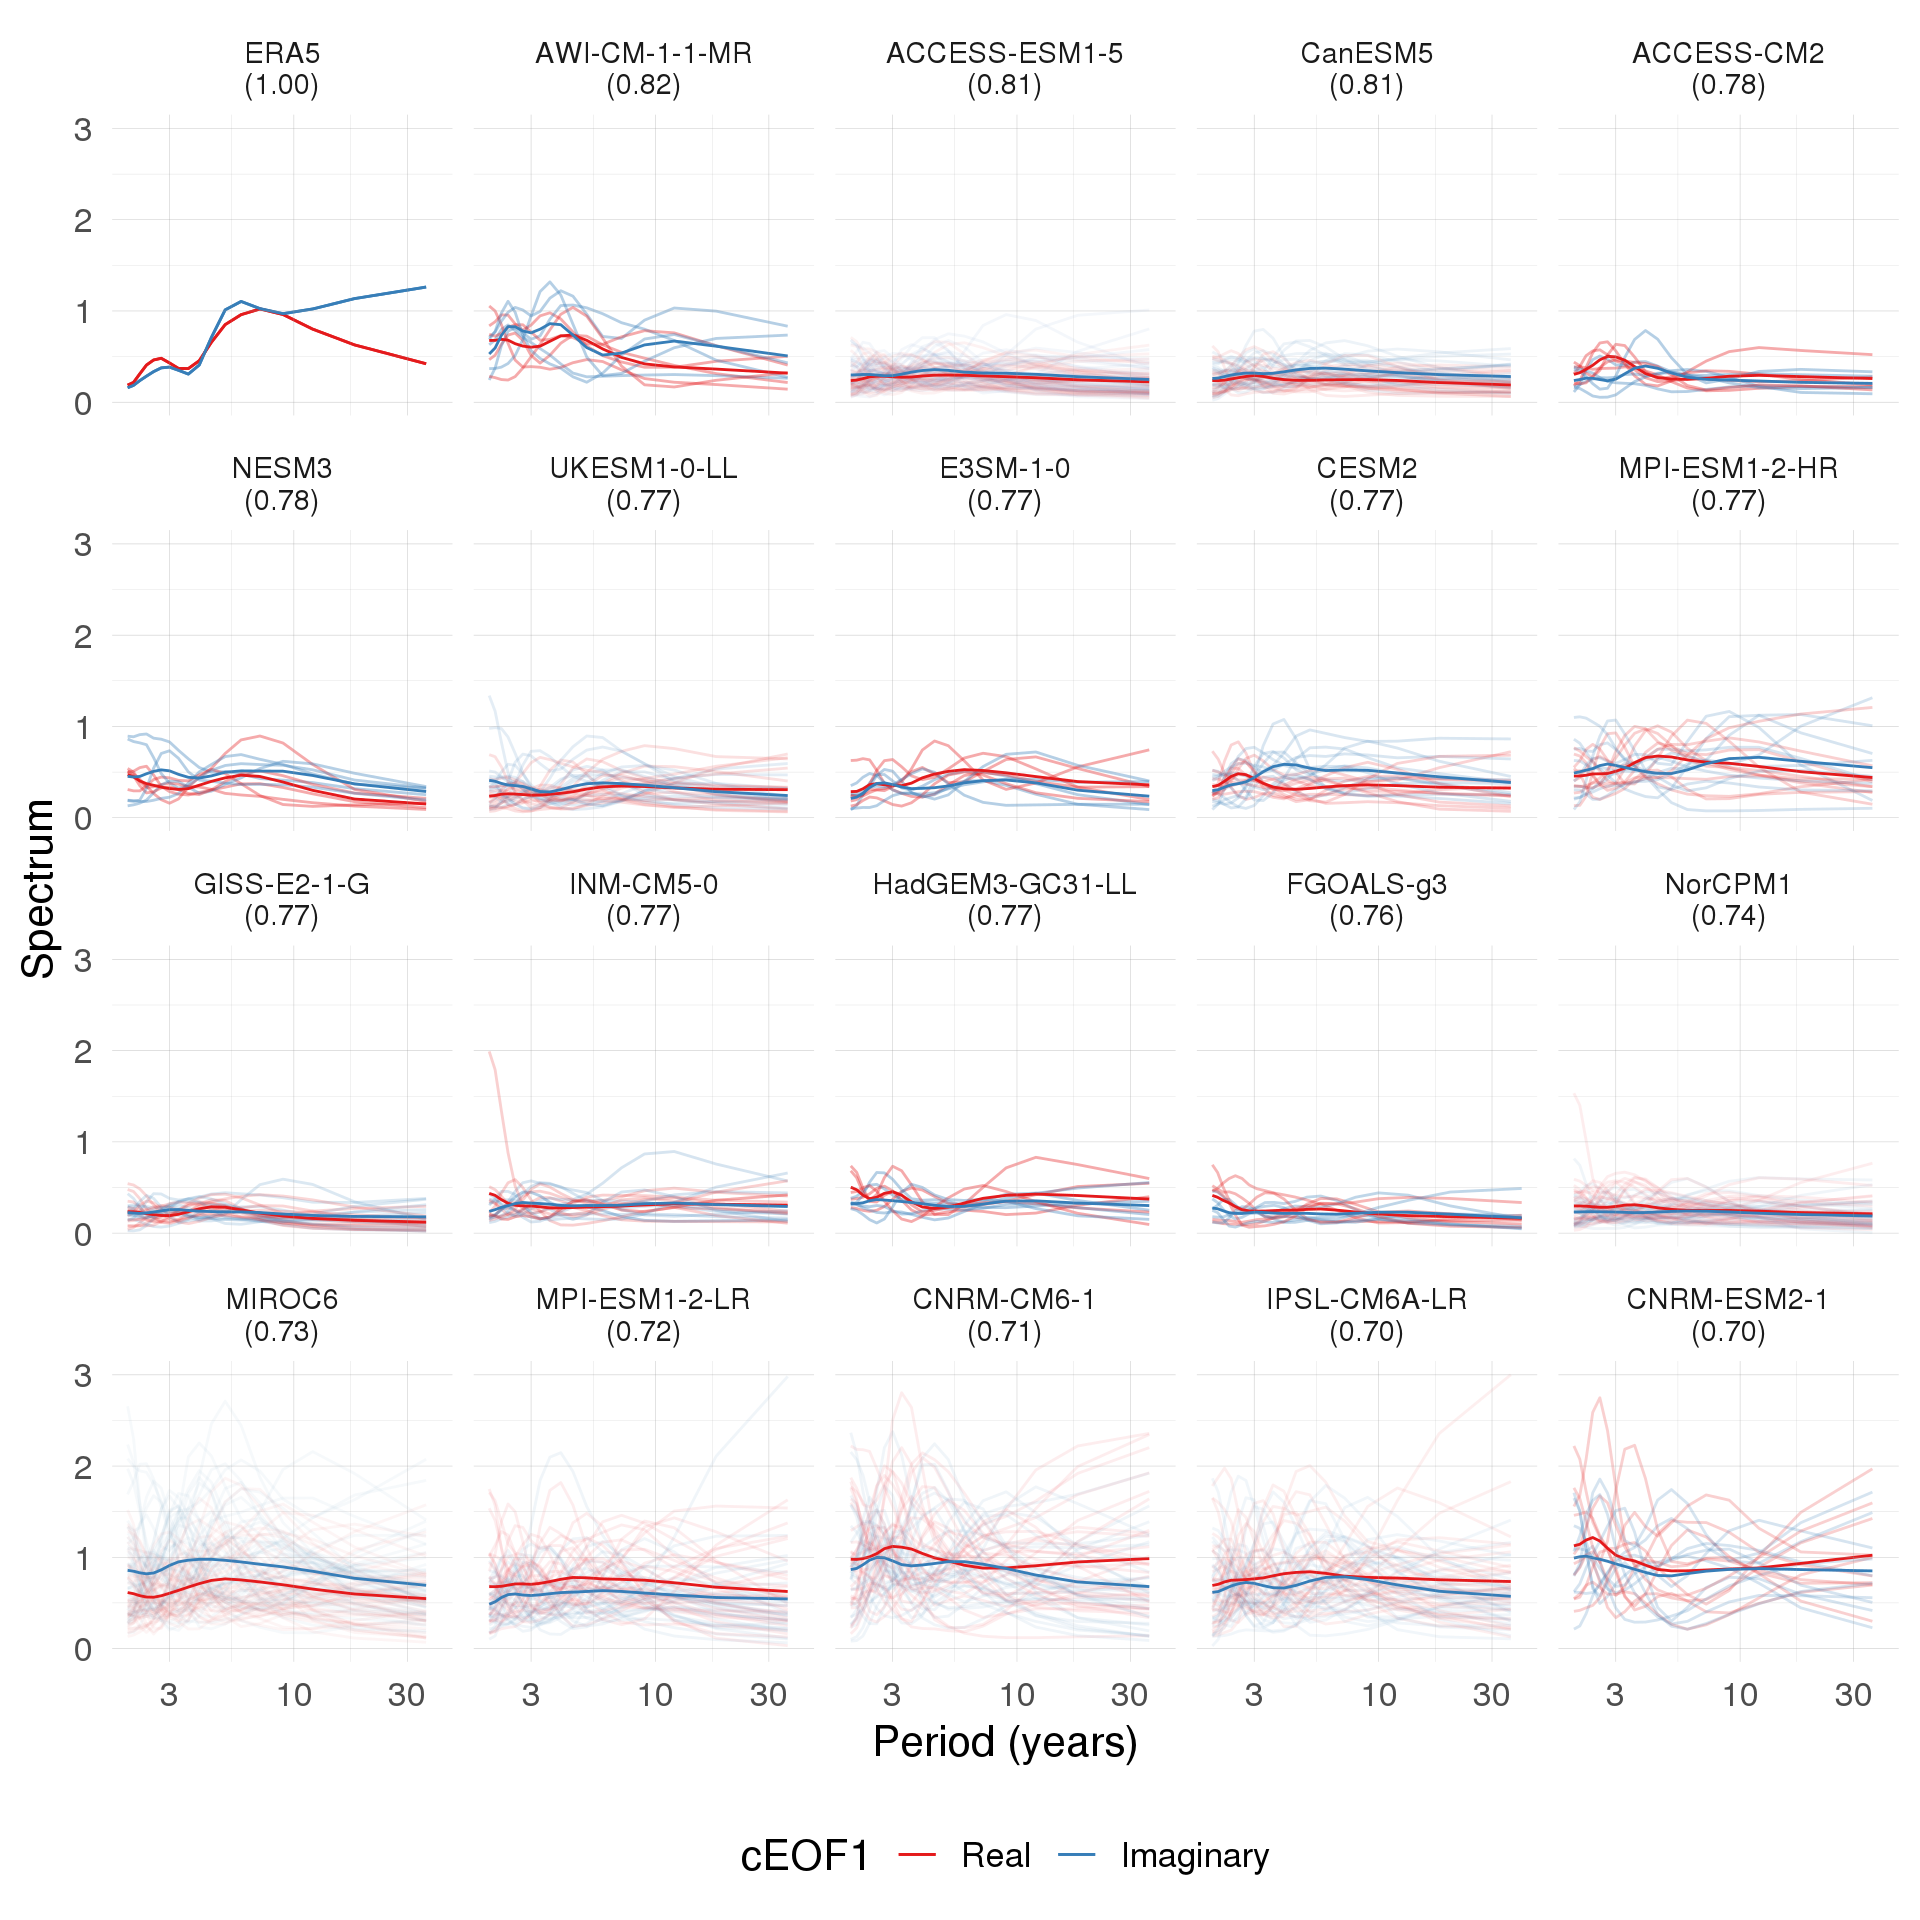 ERA5
(1.00)
AWI-CM-1-1-MR
(0.82)
ACCESS-ESM1-5
(0.81)
CanESM5
(0.81)
ACCESS-CM2
(0.78)
3
2
1
0
NESM3
(0.78)
UKESM1-0-LL
(0.77)
E3SM-1-0
(0.77)
CESM2
(0.77)
MPI-ESM1-2-HR
(0.77)
3
2
1
0
Spectrum
GISS-E2-1-G
(0.77)
INM-CM5-0
(0.77)
HadGEM3-GC31-LL
(0.77)
FGOALS-g3
(0.76)
NorCPM1
(0.74)
3
2
1
0
MIROC6
(0.73)
MPI-ESM1-2-LR
(0.72)
CNRM-CM6-1
(0.71)
IPSL-CM6A-LR
(0.70)
CNRM-ESM2-1
(0.70)
3
2
1
0
3 10 30 3 10 30 3 10 30 3 10 30 3 10 30
Period (years)
cEOF1 Real Imaginary